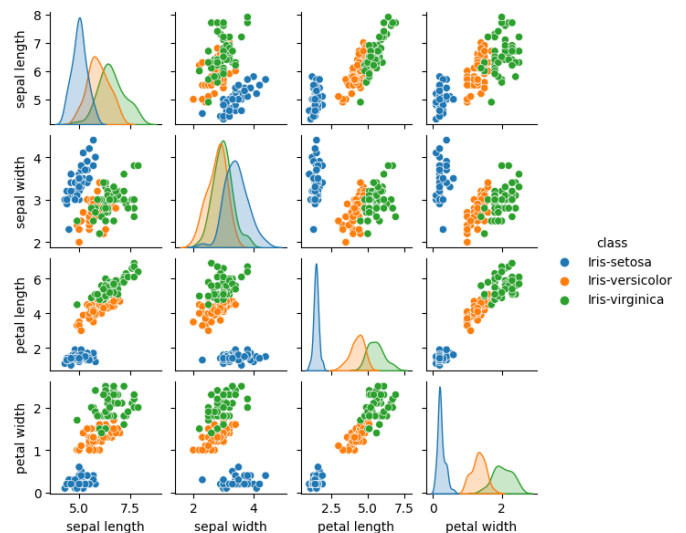 8
7
6
5
sepal length
4
3
2
sepal width
6
4
2
petal length
2
1
0
petal width
5.0 7.5
sepal length
2 4
sepal width
2.5 5.0 7.5
petal length
0 2
petal width
class
Iris-setosa
Iris-versicolor
Iris-virginica